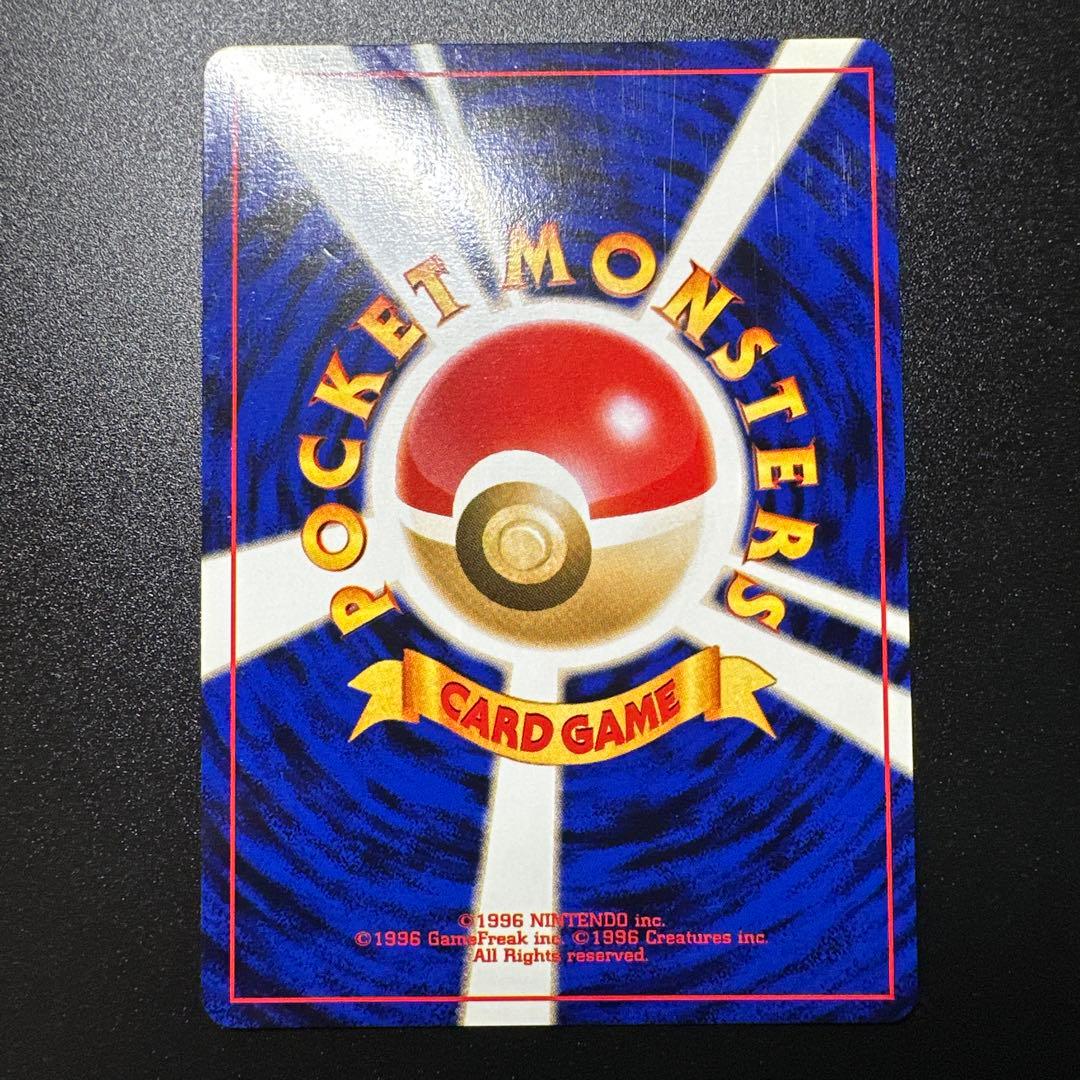 POCKET MONSTERS
CARD GAME
©1996 NINTENDO inc.
©1996 GameFreak inc. ©1996 Creatures inc.
All Rights reserved.